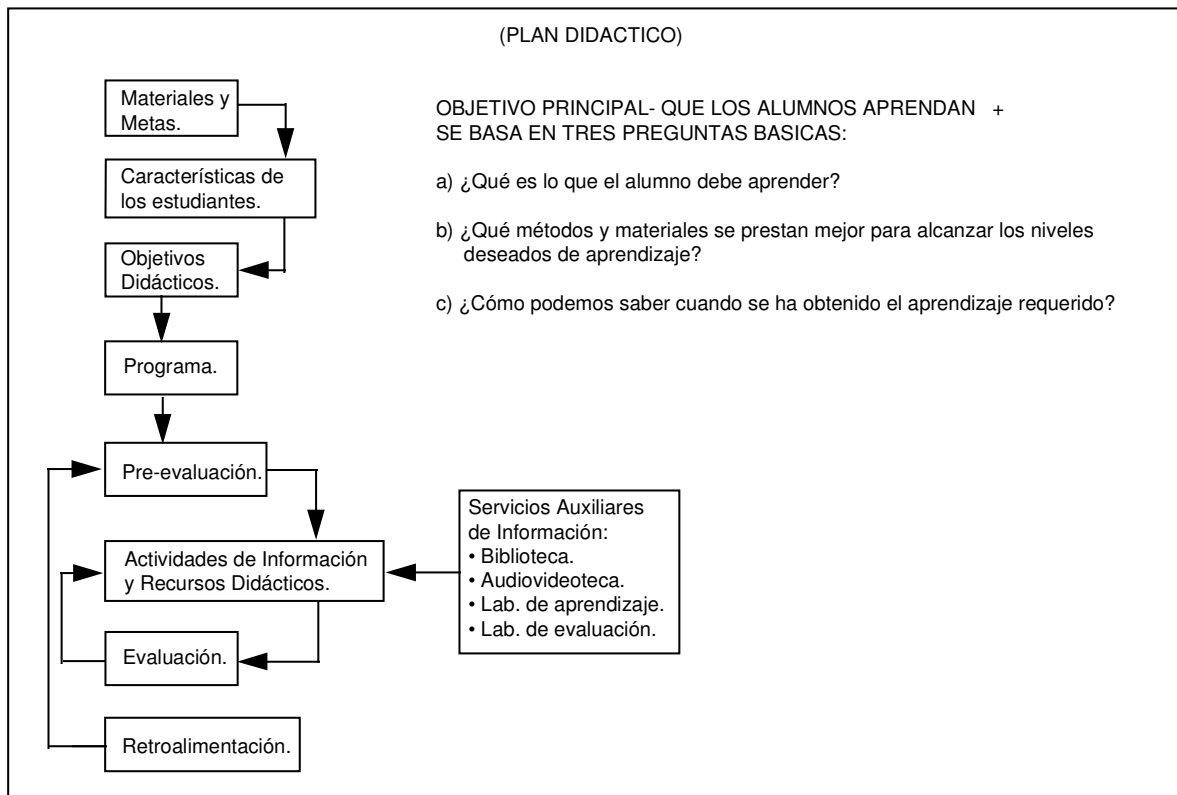 (PLAN DIDACTICO)
Materiales y
Metas.
Características de
los estudiantes.
Objetivos
Didácticos.
Programa.
Pre-evaluación.
Actividades de Información
y Recursos Didácticos.
Evaluación.
Retroalimentación.
OBJETIVO PRINCIPAL- QUE LOS ALUMNOS APRENDAN +
SE BASA EN TRES PREGUNTAS BASICAS:
a) ¿Qué es lo que el alumno debe aprender?
b) ¿Qué métodos y materiales se prestan mejor para alcanzar los niveles
deseados de aprendizaje?
c) ¿Cómo podemos saber cuando se ha obtenido el aprendizaje requerido?
Servicios Auxiliares
de Información:
• Biblioteca.
• Audiovideoteca.
• Lab. de aprendizaje.
• Lab. de evaluación.